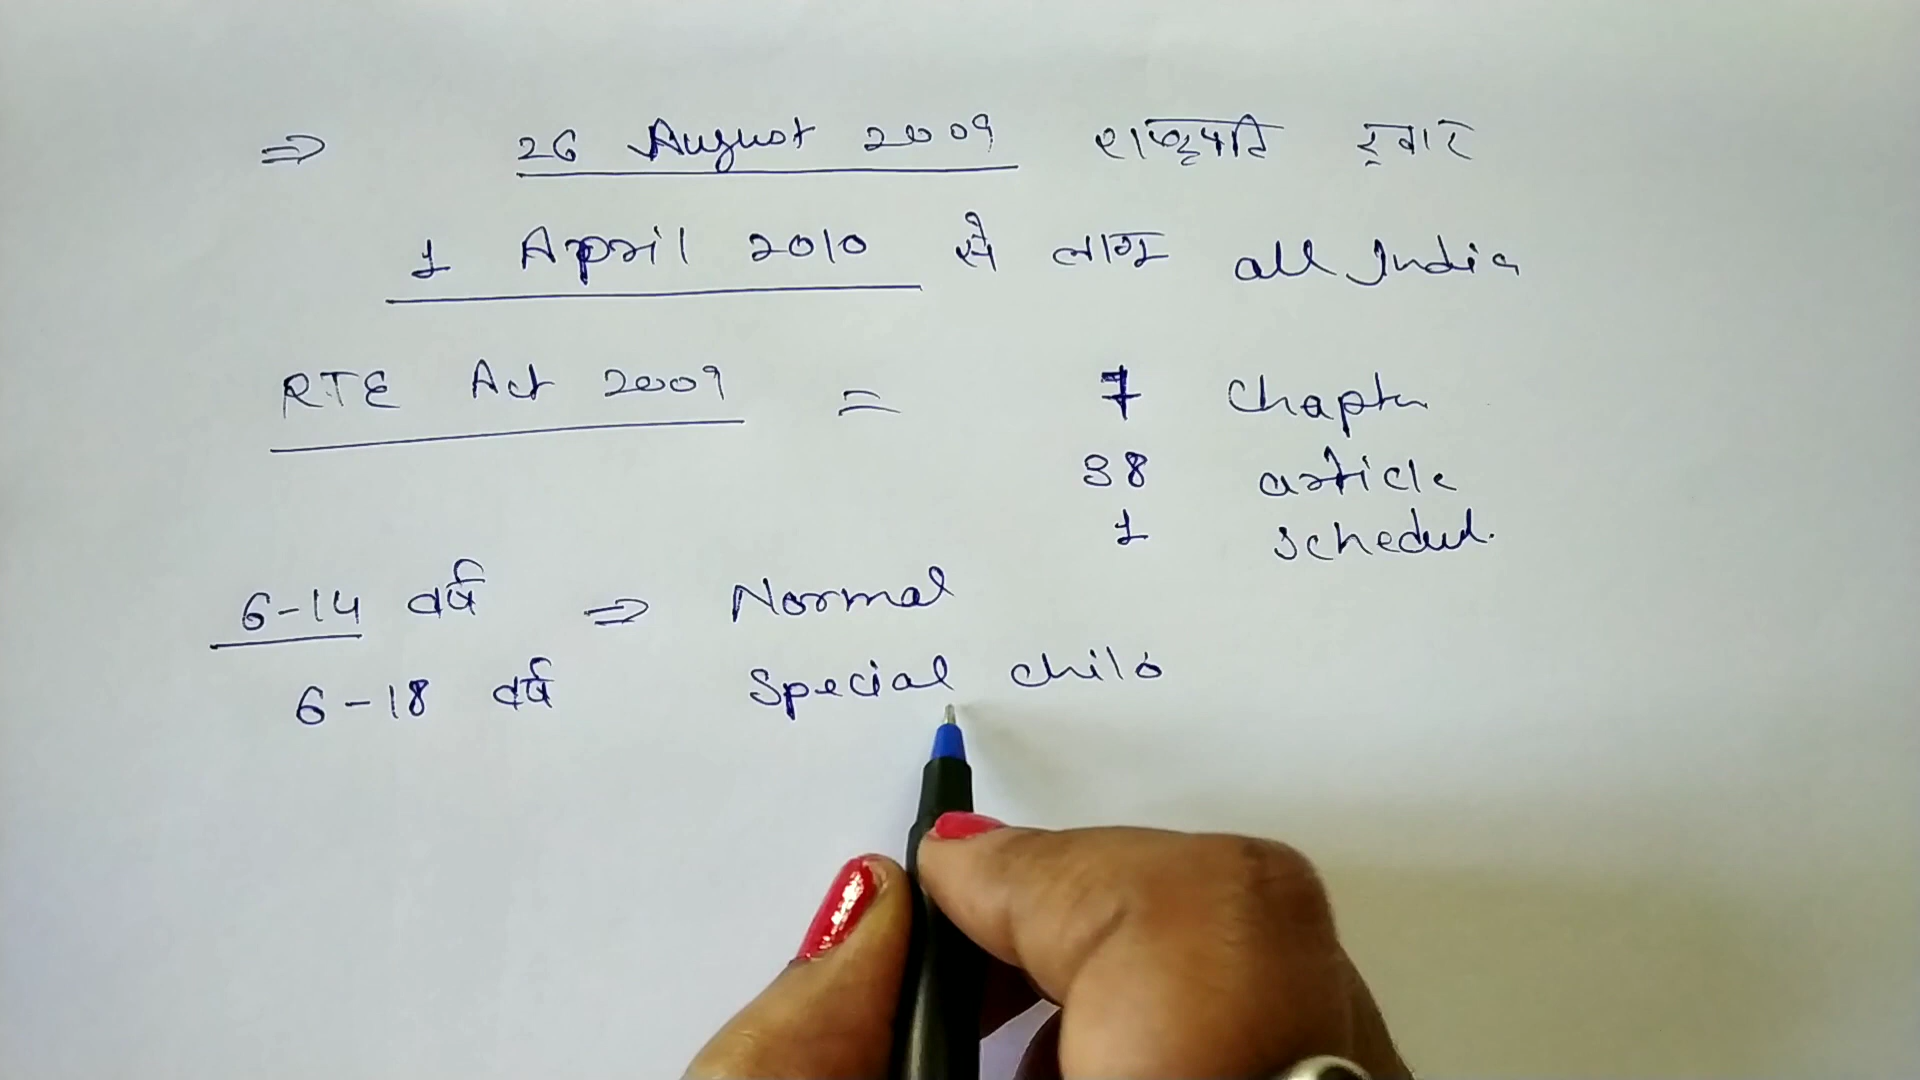 ⇒ 26 August 2009 राष्ट्रपति द्वार
1 April 2010 से लागू all India
RTE Act 2009 = 7 Chapter
38 article
1 Schedul.
6-14 वर्ष ⇒ Normal
6-18 वर्ष Special child